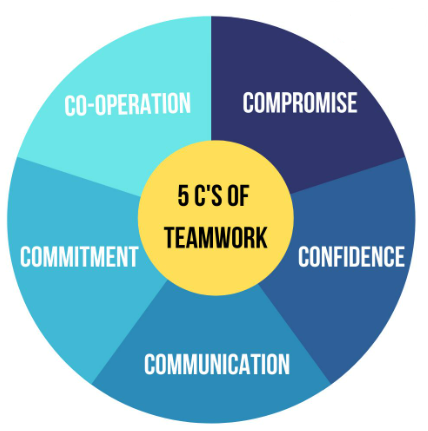 CO-OPERATION
COMPROMISE
5 C'S OF
TEAMWORK
COMMITMENT
CONFIDENCE
COMMUNICATION